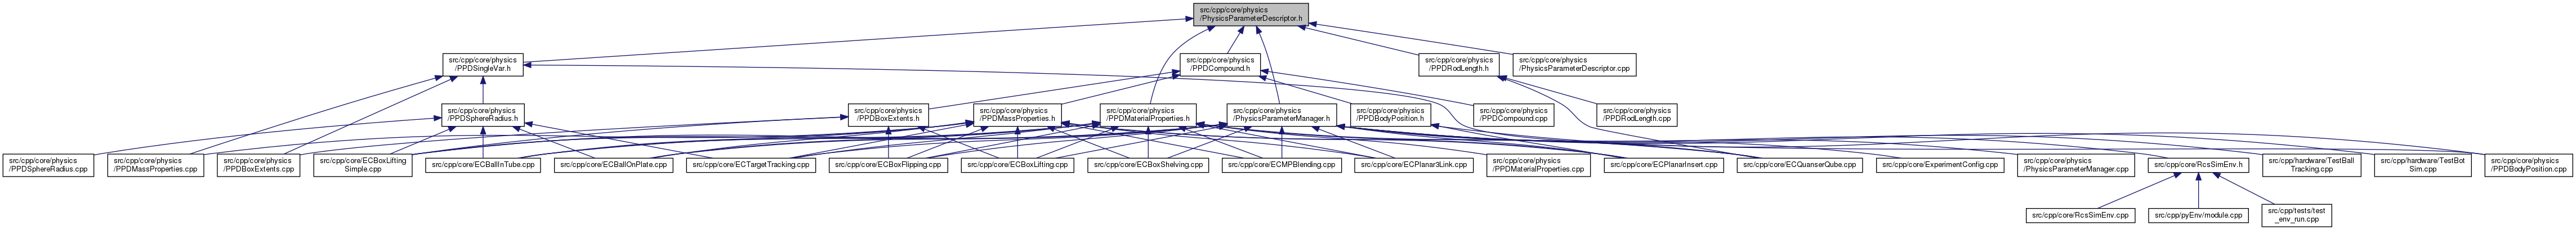 src/cpp/core/physics
/PhysicsParameterDescriptor.h
src/cpp/core/physics
/PPDSingleVar.h
src/cpp/core/physics
/PPDCompound.h
src/cpp/core/physics
/PPDRodLength.h
src/cpp/core/physics
/PhysicsParameterDescriptor.cpp
src/cpp/core/physics
/PPDSphereRadius.h
src/cpp/core/physics
/PPDBoxExtents.h
src/cpp/core/physics
/PPDMassProperties.h
src/cpp/core/physics
/PPDMaterialProperties.h
src/cpp/core/physics
/PhysicsParameterManager.h
src/cpp/core/physics
/PPDBodyPosition.h
src/cpp/core/physics
/PPDCompound.cpp
src/cpp/core/physics
/PPDRodLength.cpp
src/cpp/core/physics
/PPDSphereRadius.cpp
src/cpp/core/physics
/PPDMassProperties.cpp
src/cpp/core/physics
/PPDBoxExtents.cpp
src/cpp/core/ECBoxLifting
Simple.cpp
src/cpp/core/ECBallInTube.cpp
src/cpp/core/ECBallOnPlate.cpp
src/cpp/core/ECTargetTracking.cpp
src/cpp/core/ECBoxFlipping.cpp
src/cpp/core/ECBoxLifting.cpp
src/cpp/core/ECBoxShelving.cpp
src/cpp/core/ECMPBlending.cpp
src/cpp/core/ECPlanar3Link.cpp
src/cpp/core/physics
/PPDMaterialProperties.cpp
src/cpp/core/ECPlanarInsert.cpp
src/cpp/core/ECQuanserQube.cpp
src/cpp/core/ExperimentConfig.cpp
src/cpp/core/physics
/PhysicsParameterManager.cpp
src/cpp/core/RcsSimEnv.h
src/cpp/hardware/TestBall
Tracking.cpp
src/cpp/hardware/TestBot
Sim.cpp
src/cpp/core/physics
/PPDBodyPosition.cpp
src/cpp/core/RcsSimEnv.cpp
src/cpp/pyEnv/module.cpp
src/cpp/tests/test
_env_run.cpp